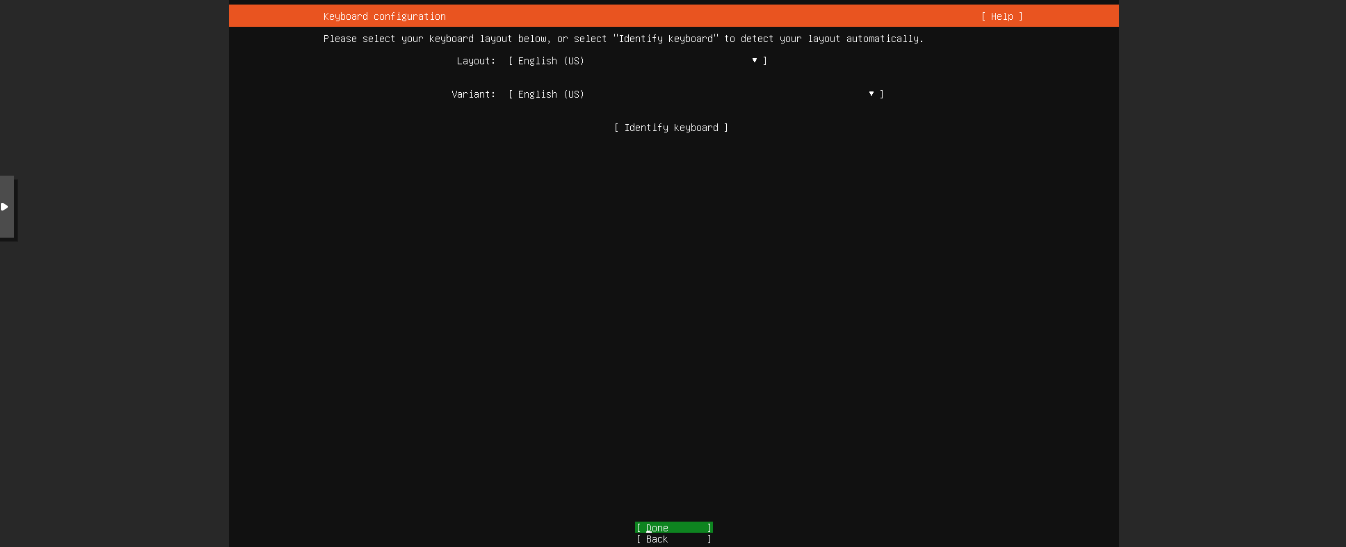 Keyboard configuration [ Help ]
Please select your keyboard layout below, or select "Identify keyboard" to detect your layout automatically.
Layout: [ English (US) ▼ ]
Variant: [ English (US) ▼ ]
[ Identify keyboard ]
[ Done ]
[ Back ]